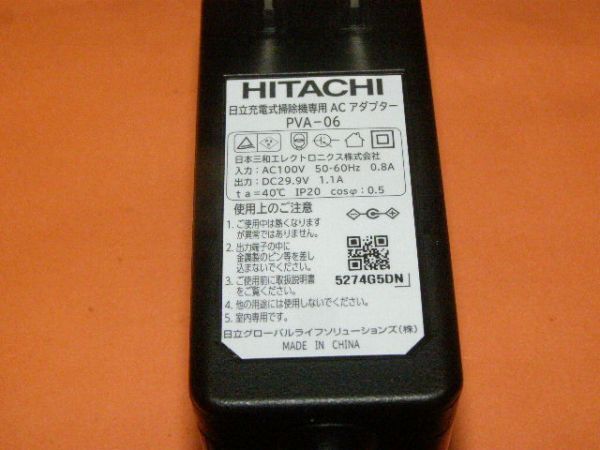 HITACHI
日立充電式掃除機専用 AC アダプター
PVA-06
日本三和エレクトロニクス株式会社
入力：AC100V 50-60Hz 0.8A
出力：DC29.9V 1.1A
ta=40℃ IP20 cosφ：0.5
使用上のご注意
1. ご使用中は熱くなりますが
異常ではありません。
2. 出力端子の中に
金属製のピン等を差し
込まないでください。
3. ご使用前に取扱説明書
をご覧ください。
5274G5DN
4. 他の用途には使用しないでください。
5. 室内専用です。
日立グローバルライフソリューションズ(株)
MADE IN CHINA